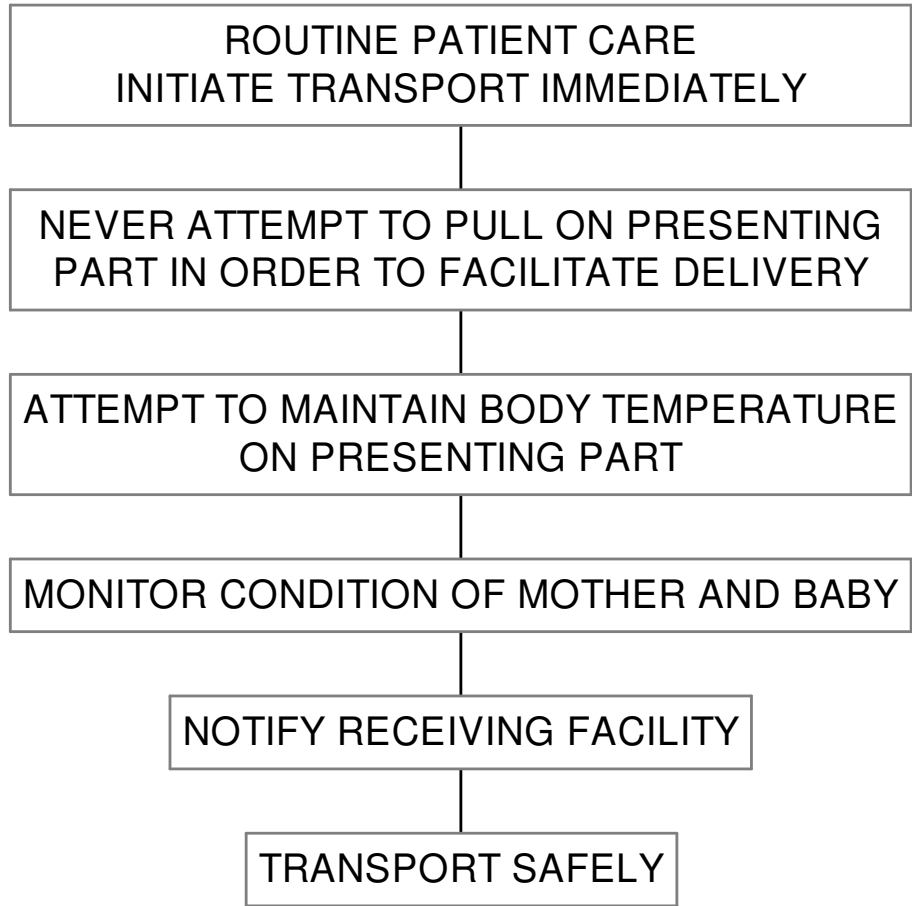 ROUTINE PATIENT CARE
INITIATE TRANSPORT IMMEDIATELY
NEVER ATTEMPT TO PULL ON PRESENTING
PART IN ORDER TO FACILITATE DELIVERY
ATTEMPT TO MAINTAIN BODY TEMPERATURE
ON PRESENTING PART
MONITOR CONDITION OF MOTHER AND BABY
NOTIFY RECEIVING FACILITY
TRANSPORT SAFELY